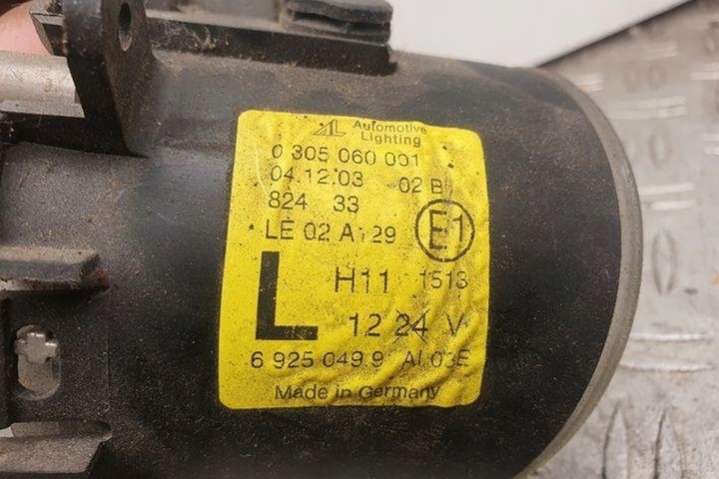 AL Automotive
Lighting
0 305 060 001
04.12.03 02 B
824 33
LE 02 A 129 E1
L H11 1513
12 24 V
6 925 049.9 AL 03E
Made in Germany